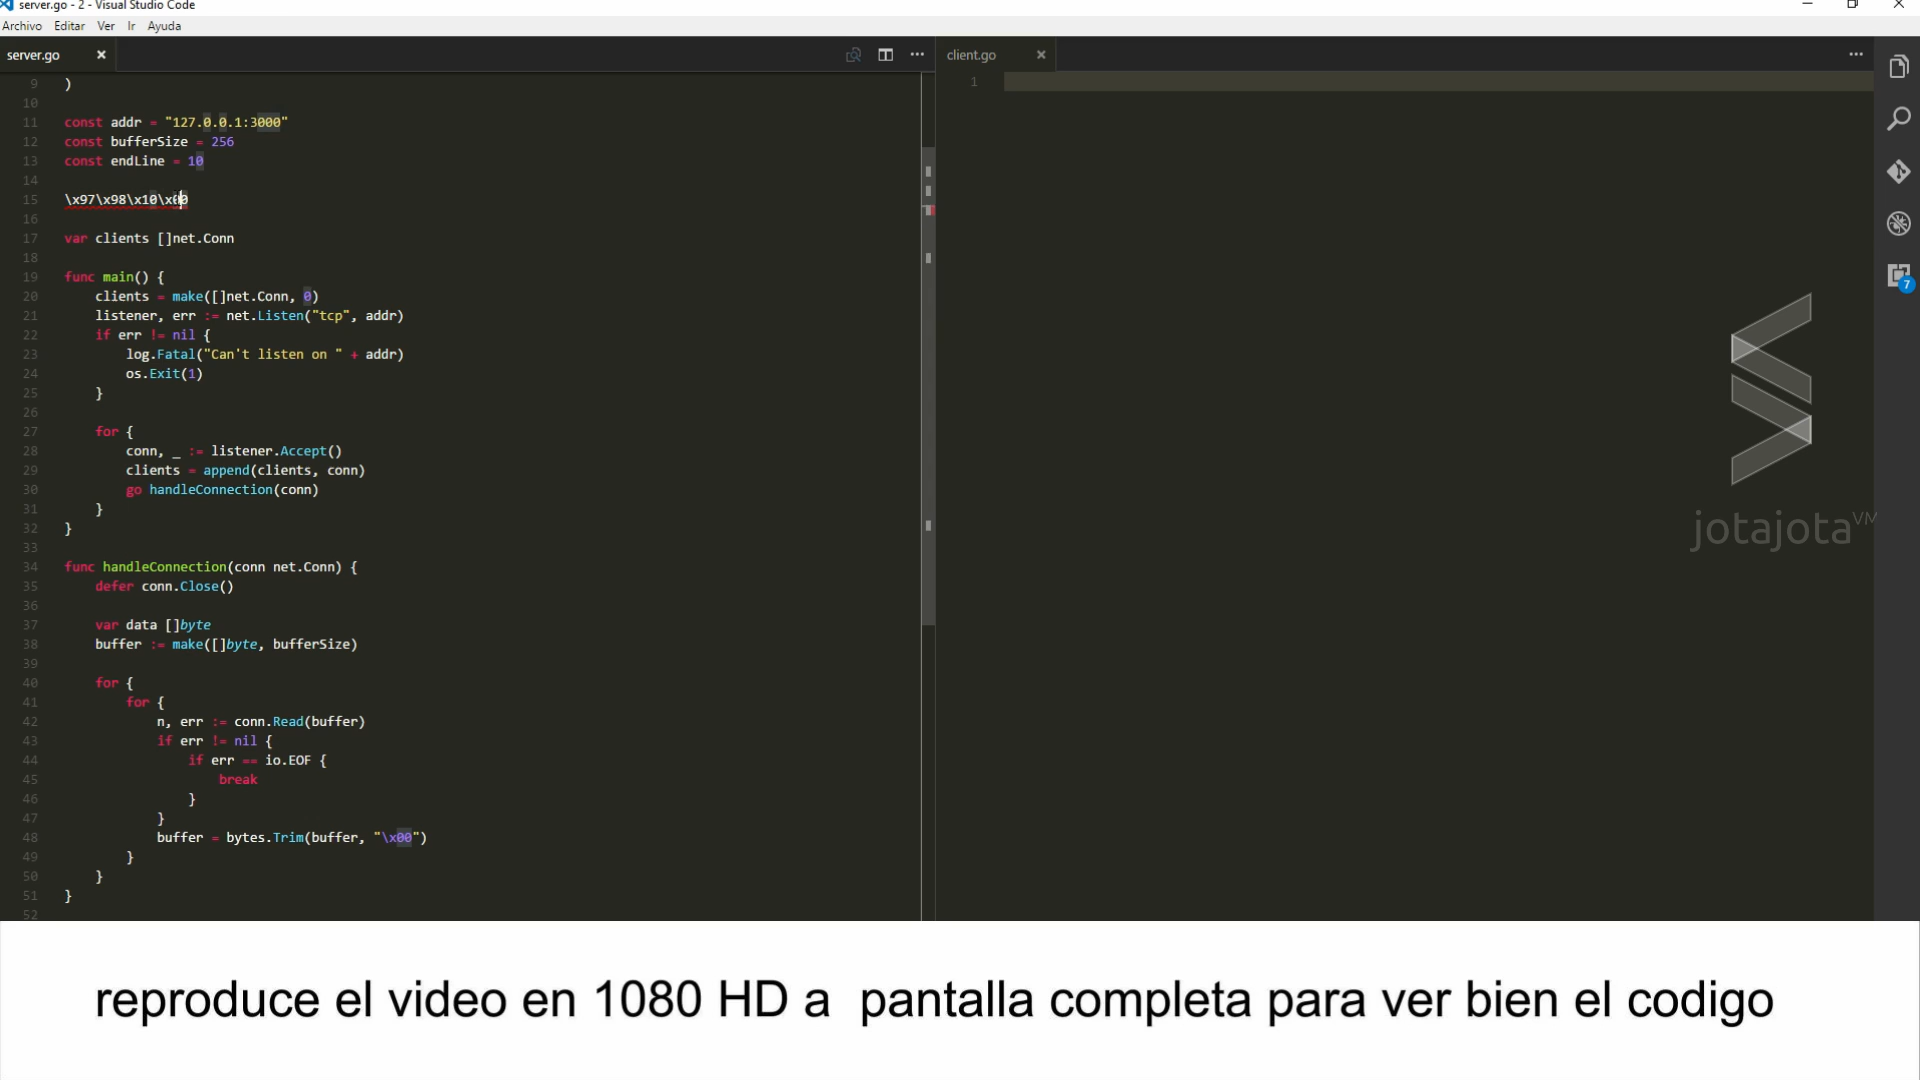 server.go - 2 - Visual Studio Code
Archivo Editar Ver Ir Ayuda
server.go
client.go
9 )
10
11 const addr = "127.0.0.1:3000"
12 const bufferSize = 256
13 const endLine = 10
14
15 \x97\x98\x10\x00
16
17 var clients []net.Conn
18
19 func main() {
20 clients = make([]net.Conn, 0)
21 listener, err := net.Listen("tcp", addr)
22 if err != nil {
23 log.Fatal("Can't listen on " + addr)
24 os.Exit(1)
25 }
26
27 for {
28 conn, _ := listener.Accept()
29 clients = append(clients, conn)
30 go handleConnection(conn)
31 }
32 }
33
34 func handleConnection(conn net.Conn) {
35 defer conn.Close()
36
37 var data []byte
38 buffer := make([]byte, bufferSize)
39
40 for {
41 for {
42 n, err := conn.Read(buffer)
43 if err != nil {
44 if err == io.EOF {
45 break
46 }
47 }
48 buffer = bytes.Trim(buffer, "\x00")
49 }
50 }
51 }
52
1
7
jotajotaVM
reproduce el video en 1080 HD a pantalla completa para ver bien el codigo